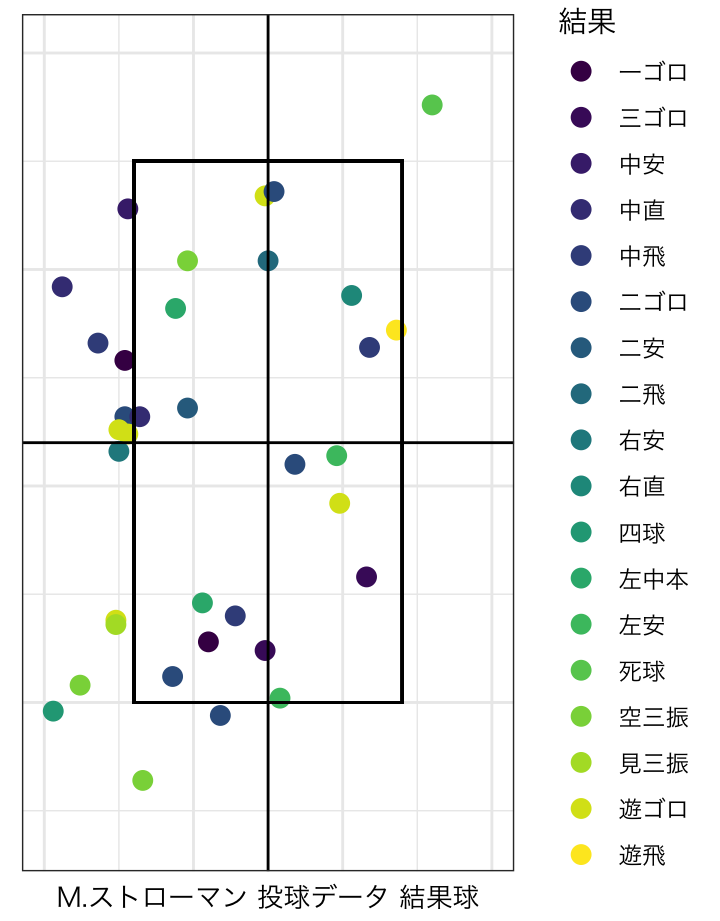 結果
一ゴロ
三ゴロ
中安
中直
中飛
二ゴロ
二安
二飛
右安
右直
四球
左中本
左安
死球
空三振
見三振
遊ゴロ
遊飛
M.ストローマン 投球データ 結果球